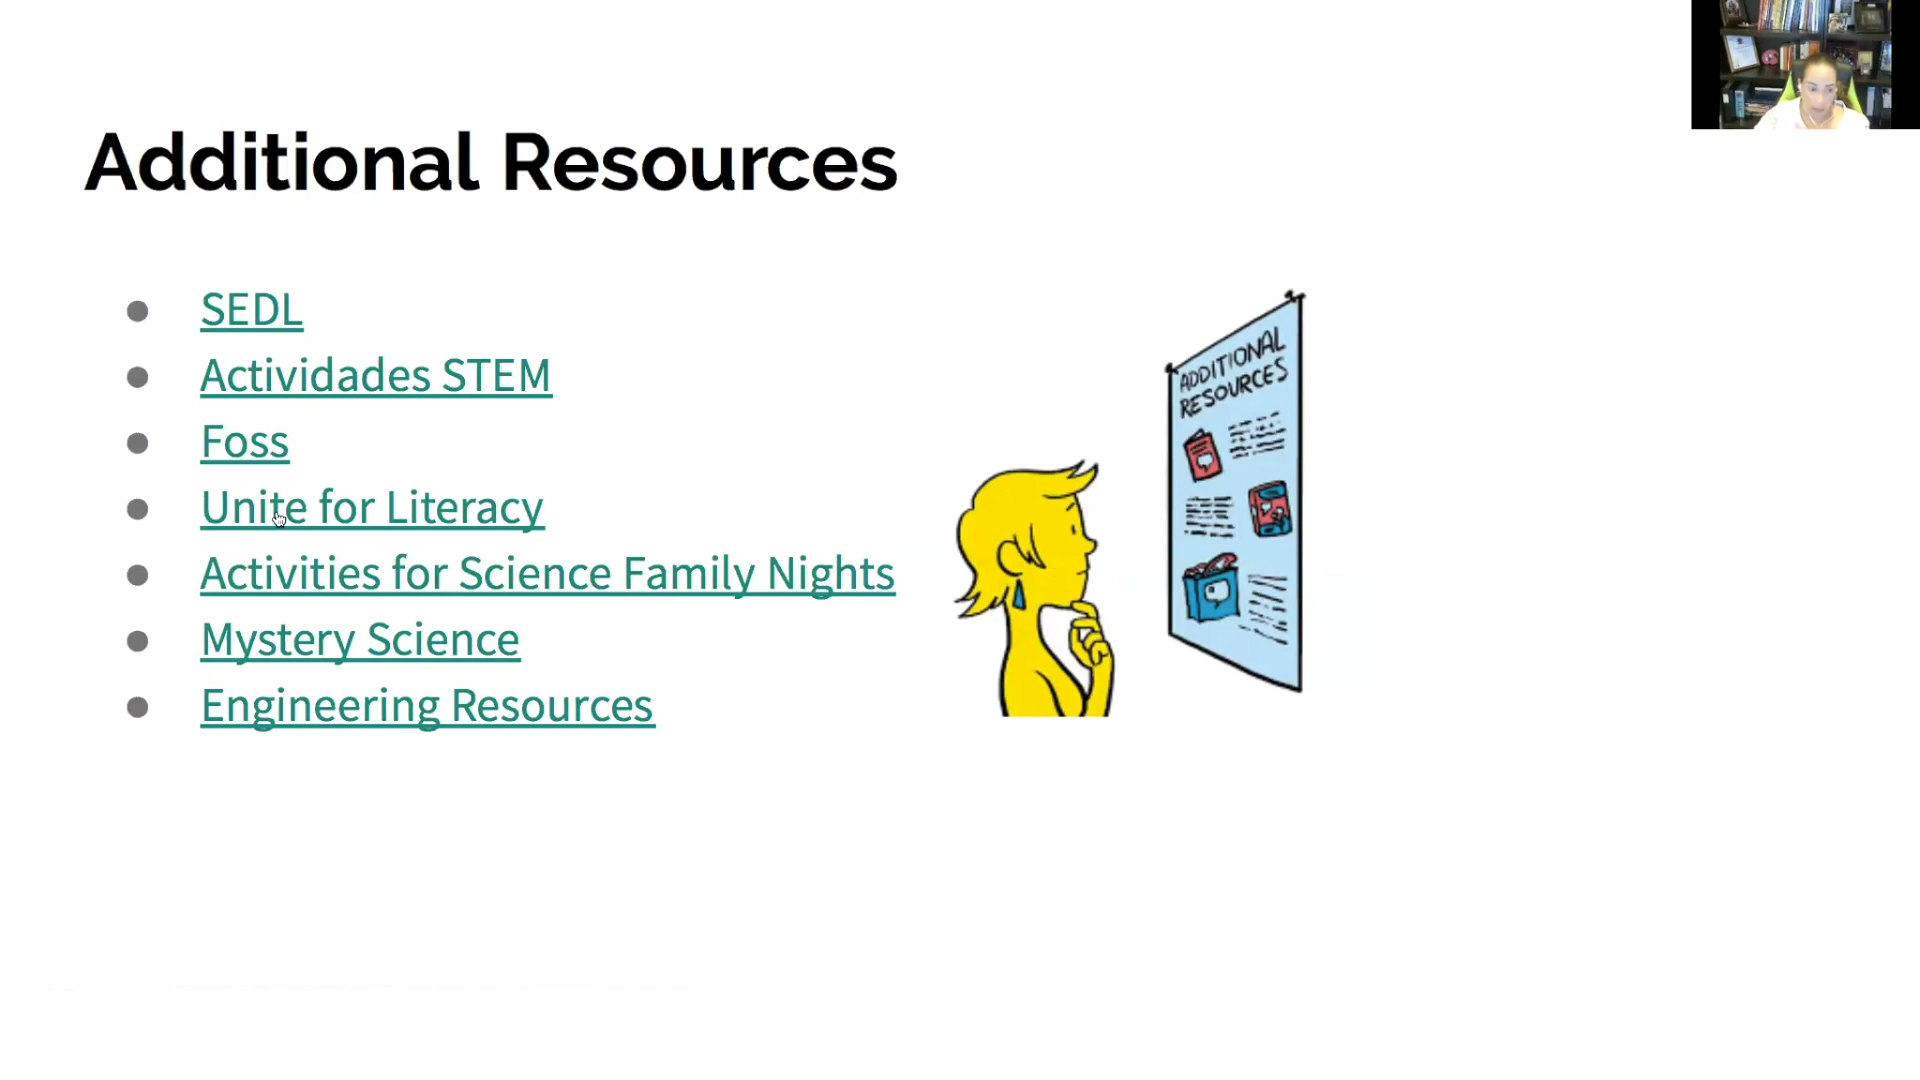 Additional Resources
SEDL
Actividades STEM
Foss
Unite for Literacy
Activities for Science Family Nights
Mystery Science
Engineering Resources
ADDITIONAL
RESOURCES